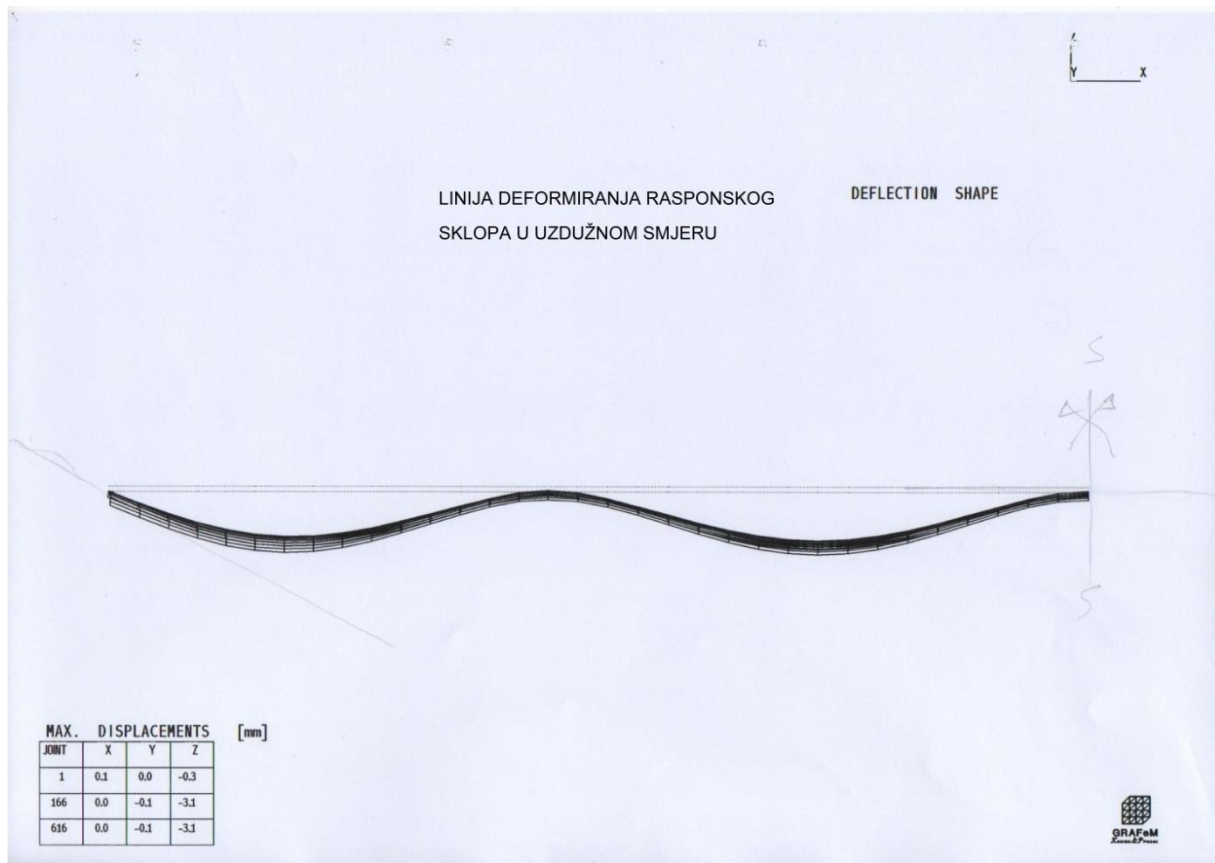 Y X
LINIJA DEFORMIRANJA RASPONSKOG
SKLOPA U UZDUŽNOM SMJERU
DEFLECTION SHAPE
S
S
MAX. DISPLACEMENTS [mm]
JOINT X Y Z
1 0.1 0.0 -0.3
166 0.0 -0.1 -3.1
616 0.0 -0.1 -3.1
GRAFeM